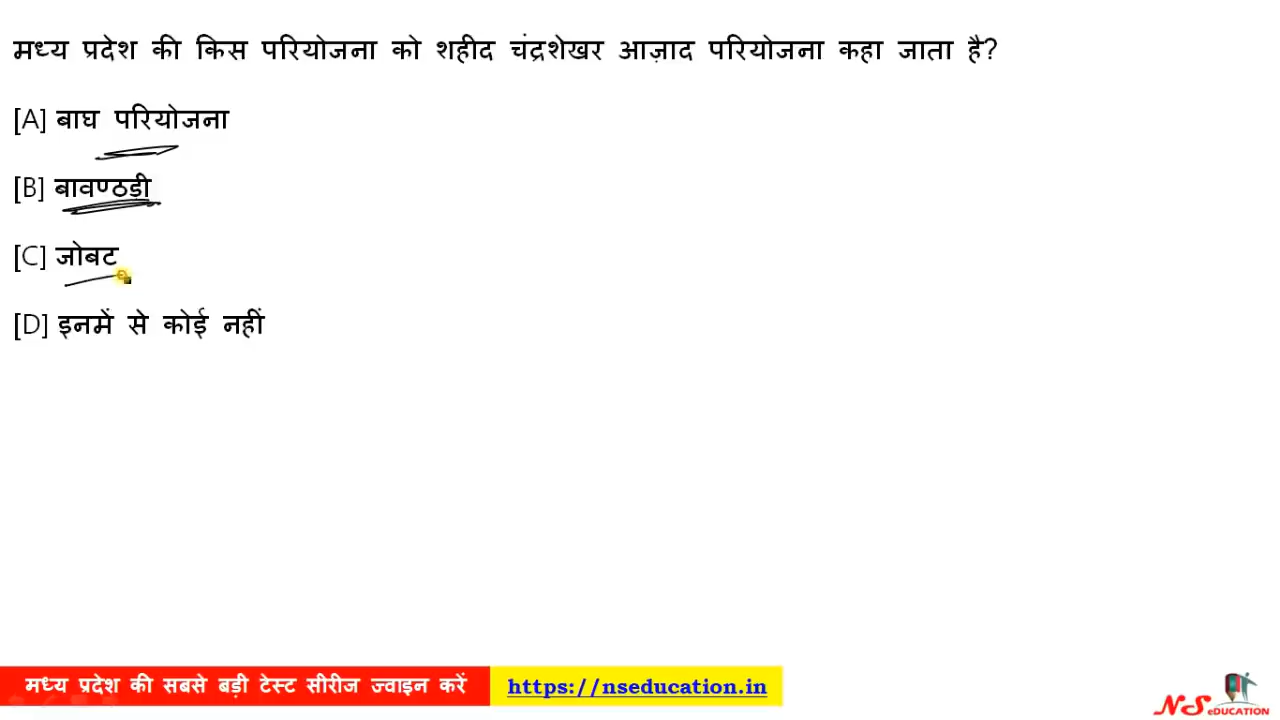 मध्य प्रदेश की किस परियोजना को शहीद चंद्रशेखर आज़ाद परियोजना कहा जाता है?
[A] बाघ परियोजना
[B] बावण्ठडी
[C] जोबट
[D] इनमें से कोई नहीं
मध्य प्रदेश की सबसे बड़ी टेस्ट सीरीज ज्वाइन करें
https://nseducation.in
NS eDUCATION